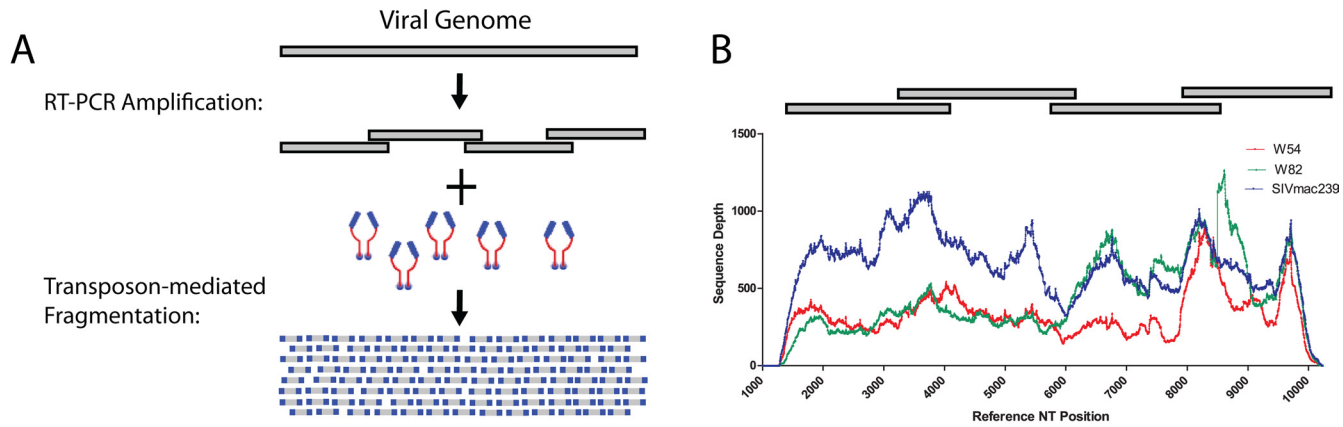 A
Viral Genome
RT-PCR Amplification:
Transposon-mediated
Fragmentation:
B
W54
W82
SIVmac239
Sequence Depth
1500
1000
500
0
1000
2000
3000
4000
5000
6000
7000
8000
9000
10000
Reference NT Position